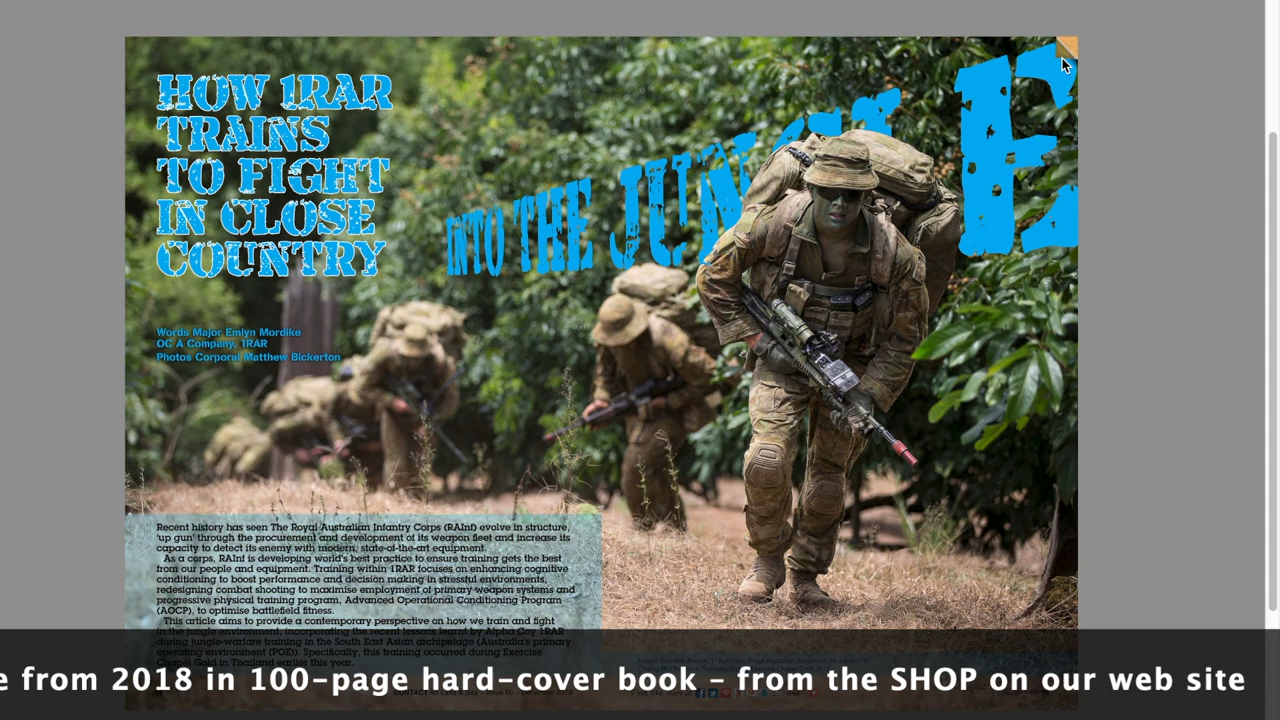 HOW 1RAR
TRAINS
TO FIGHT
IN CLOSE
COUNTRY
INTO THE JUNGLE
Words Major Emlyn Mordike
OC A Company, 1RAR
Photos Corporal Matthew Bickerton
Recent history has seen The Royal Australian Infantry Corps (RAInf) evolve in structure,
'up gun' through the procurement and development of its weapon fleet and increase its
capacity to detect its enemy with modern, state-of-the-art equipment.
As a corps, RAInf is developing world's best practice to ensure training gets the best
from our people and equipment. Training within 1RAR focuses on enhancing cognitive
conditioning to boost performance and decision making in stressful environments,
redesigning combat shooting to maximise employment of primary weapon systems and
progressive physical training program, Advanced Operational Conditioning Program
(AOCP), to optimise battlefield fitness.
This article aims to provide a contemporary perspective on how we train and fight
in the jungle environment, incorporating the recent lessons learnt by Alpha Coy 1RAR
during jungle-warfare training in the South East Asian archipelago (Australia's primary
operating environment (POE)). Specifically, this training occurred during Exercise
Chapel Gold in Thailand earlier this year.
e from 2018 in 100-page hard-cover book - from the SHOP on our web site